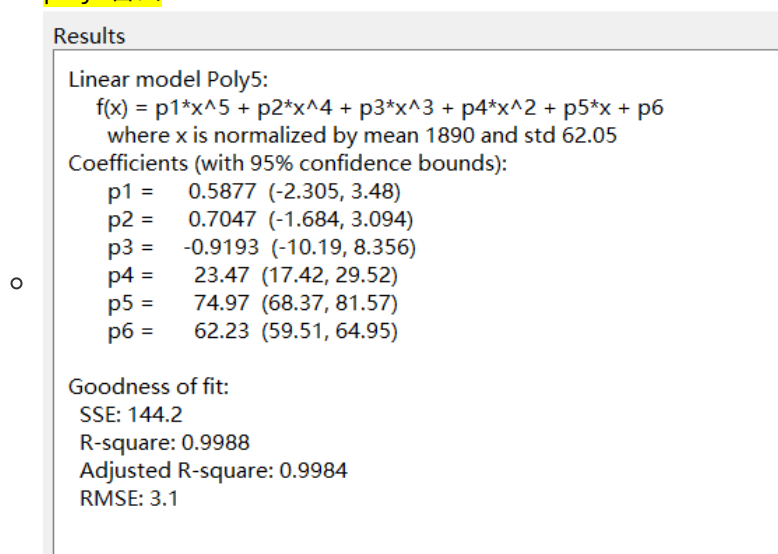 Results
Linear model Poly5:
f(x) = p1*x^5 + p2*x^4 + p3*x^3 + p4*x^2 + p5*x + p6
where x is normalized by mean 1890 and std 62.05
Coefficients (with 95% confidence bounds):
p1 = 0.5877 (-2.305, 3.48)
p2 = 0.7047 (-1.684, 3.094)
p3 = -0.9193 (-10.19, 8.356)
p4 = 23.47 (17.42, 29.52)
p5 = 74.97 (68.37, 81.57)
p6 = 62.23 (59.51, 64.95)
Goodness of fit:
SSE: 144.2
R-square: 0.9988
Adjusted R-square: 0.9984
RMSE: 3.1